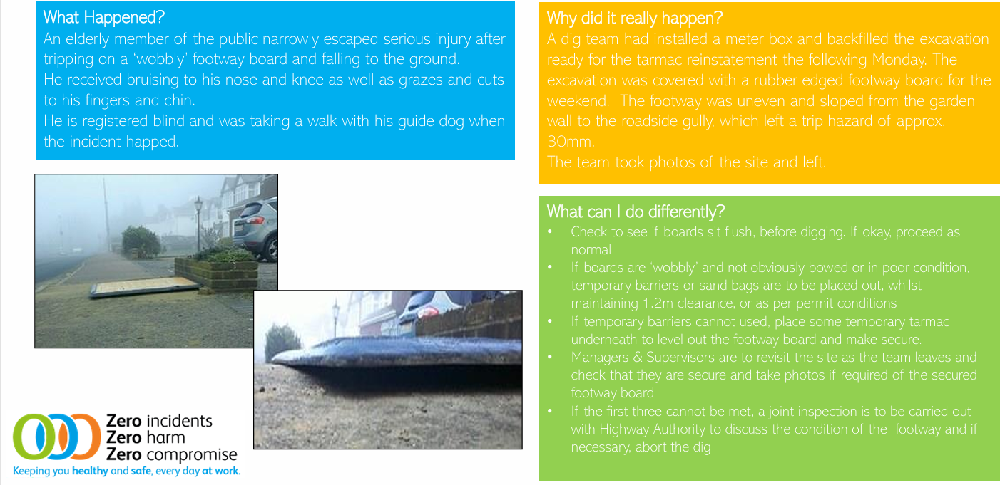 What Happened?
An elderly member of the public narrowly escaped serious injury after
tripping on a ‘wobbly’ footway board and falling to the ground.
He received bruising to his nose and knee as well as grazes and cuts
to his fingers and chin.
He is registered blind and was taking a walk with his guide dog when
the incident happed.
Why did it really happen?
A dig team had installed a meter box and backfilled the excavation
ready for the tarmac reinstatement the following Monday. The
excavation was covered with a rubber edged footway board for the
weekend. The footway was uneven and sloped from the garden
wall to the roadside gully, which left a trip hazard of approx.
30mm.
The team took photos of the site and left.
What can I do differently?
• Check to see if boards sit flush, before digging. If okay, proceed as
normal
• If boards are ‘wobbly’ and not obviously bowed or in poor condition,
temporary barriers or sand bags are to be placed out, whilst
maintaining 1.2m clearance, or as per permit conditions
• If temporary barriers cannot used, place some temporary tarmac
underneath to level out the footway board and make secure.
• Managers & Supervisors are to revisit the site as the team leaves and
check that they are secure and take photos if required of the secured
footway board
• If the first three cannot be met, a joint inspection is to be carried out
with Highway Authority to discuss the condition of the footway and if
necessary, abort the dig
Zero incidents
Zero harm
Zero compromise
Keeping you healthy and safe, every day at work.